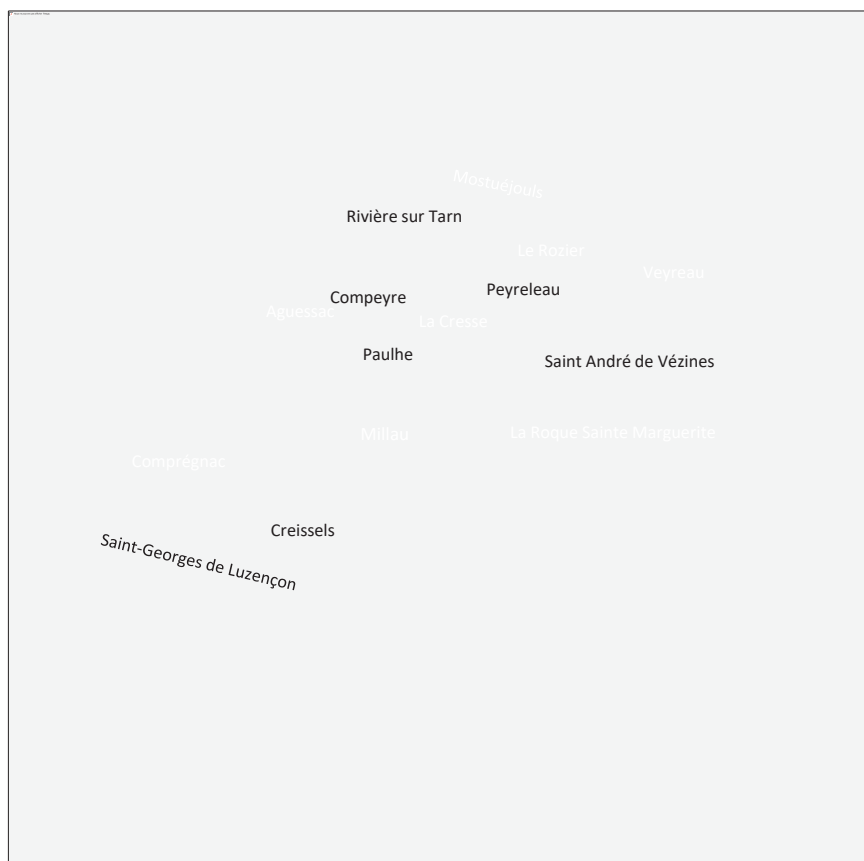 Mostuéjouls
Rivière sur Tarn
Le Rozier
Veyreau
Peyreleau
Compeyre
Aguessac
La Cresse
Paulhe
Saint André de Vézines
Millau
La Roque Sainte Marguerite
Comprégnac
Creissels
Saint-Georges de Luzençon